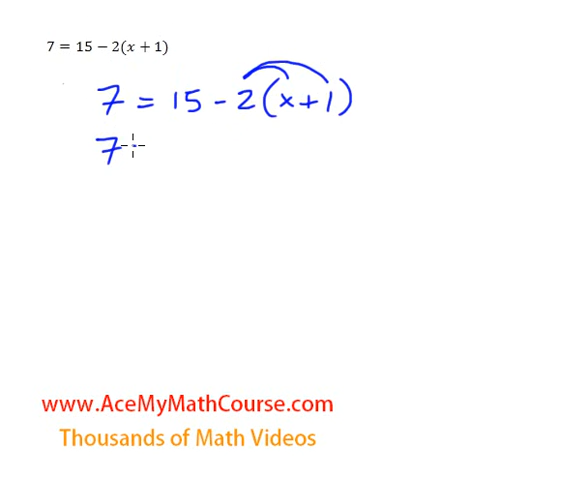 7 = 15 − 2(x + 1)
7 = 15 - 2(x+1)
7
www.AceMyMathCourse.com
Thousands of Math Videos